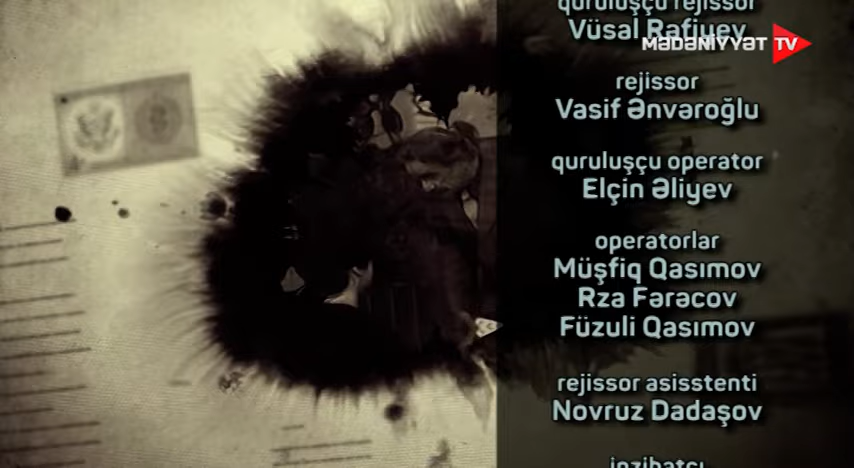 quruluşçu rejissor
Vüsal Rafiyev
MƏDƏNİYYƏT TV
rejissor
Vasif Ənvəroğlu
quruluşçu operator
Elçin Əliyev
operatorlar
Müşfiq Qasımov
Rza Fərəcov
Füzuli Qasımov
rejissor asisstenti
Novruz Dadaşov
inzibatçı